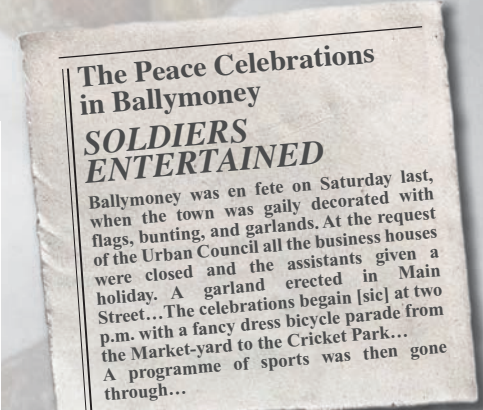 The Peace Celebrations
in Ballymoney
SOLDIERS
ENTERTAINED
Ballymoney was en fete on Saturday last,
when the town was gaily decorated with
flags, bunting, and garlands. At the request
of the Urban Council all the business houses
were closed and the assistants given a
holiday. A garland erected in Main
Street…The celebrations begain [sic] at two
p.m. with a fancy dress bicycle parade from
the Market-yard to the Cricket Park…
A programme of sports was then gone
through…